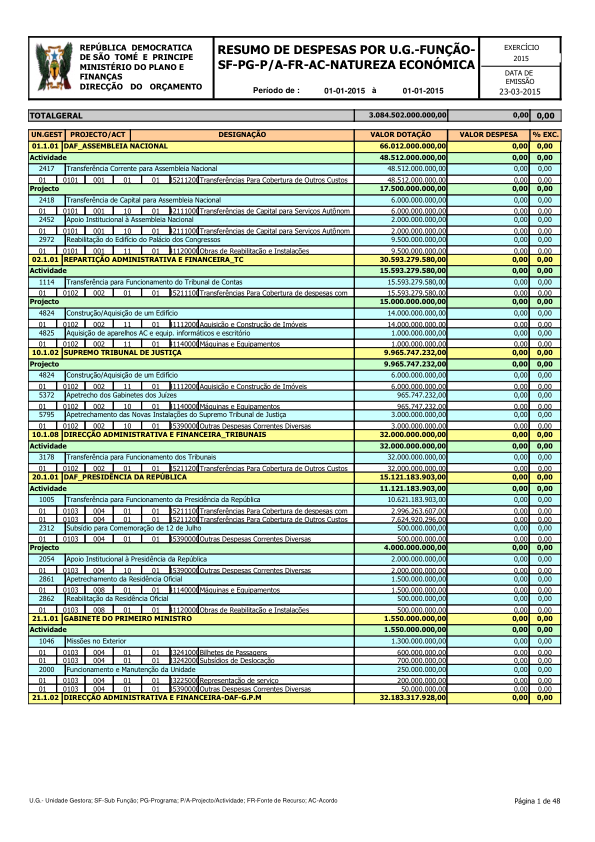 REPÚBLICA DEMOCRATICA
DE SÃO TOMÉ E PRINCIPE
MINISTÉRIO DO PLANO E
FINANÇAS
DIRECÇÃO DO ORÇAMENTO
RESUMO DE DESPESAS POR U.G.-FUNÇÃO-
SF-PG-P/A-FR-AC-NATUREZA ECONÓMICA
Período de : 01-01-2015 à 01-01-2015
EXERCÍCIO
2015
DATA DE
EMISSÃO
23-03-2015
TOTALGERAL 3.084.502.000.000,00 0,00 0,00
UN.GEST PROJECTO/ACT DESIGNAÇÃO VALOR DOTAÇÃO VALOR DESPESA % EXC.
01.1.01 DAF_ASSEMBLEIA NACIONAL 66.012.000.000,00 0,00 0,00
Actividade 48.512.000.000,00 0,00 0,00
2417 Transferência Corrente para Assembleia Nacional 48.512.000.000,00 0,00 0,00
01 0101 001 01 01 35211200 Transferências Para Cobertura de Outros Custos 48.512.000.000,00 0,00 0,00
Projecto 17.500.000.000,00 0,00 0,00
2418 Transferência de Capital para Assembleia Nacional 6.000.000.000,00 0,00 0,00
01 0101 001 10 01 Transferências de Capital para Serviços Autônom 6.000.000.000,00 0,00 0,00
2452 Apoio Institucional à Assembleia Nacional 2.000.000.000,00 0,00 0,00
01 0101 001 10 01 Transferências de Capital para Serviços Autônom 2.000.000.000,00 0,00 0,00
2972 Reabilitação do Edifício do Palácio dos Congressos 9.500.000.000,00 0,00 0,00
01 0101 001 11 01 Obras de Reabilitação e Instalações 9.500.000.000,00 0,00 0,00
02.1.01 REPARTIÇÃO ADMINISTRATIVA E FINANCEIRA_TC 30.593.279.580,00 0,00 0,00
Actividade 15.593.279.580,00 0,00 0,00
1114 Transferência para Funcionamento do Tribunal de Contas 15.593.279.580,00 0,00 0,00
01 0102 002 01 01 Transferências Para Cobertura de despesas com 15.593.279.580,00 0,00 0,00
Projecto 15.000.000.000,00 0,00 0,00
4824 Construção/Aquisição de um Edifício 14.000.000.000,00 0,00 0,00
01 0102 002 11 01 Aquisição e Construção de Imóveis 14.000.000.000,00 0,00 0,00
4825 Aquisição de aparelhos AC e equip. informáticos e escritório 1.000.000.000,00 0,00 0,00
01 0102 002 11 01 Máquinas e Equipamentos 1.000.000.000,00 0,00 0,00
10.1.02 SUPREMO TRIBUNAL DE JUSTIÇA 9.965.747.232,00 0,00 0,00
Projecto 9.965.747.232,00 0,00 0,00
4824 Construção/Aquisição de um Edifício 6.000.000.000,00 0,00 0,00
01 0102 002 11 01 Aquisição e Construção de Imóveis 6.000.000.000,00 0,00 0,00
5372 Apetrecho dos Gabinetes dos Juizes 965.747.232,00 0,00 0,00
01 0102 002 10 01 Máquinas e Equipamentos 965.747.232,00 0,00 0,00
5795 Apetrechamento das Novas Instalações do Supremo Tribunal de Justiça 3.000.000.000,00 0,00 0,00
01 0102 002 10 01 Outras Despesas Correntes Diversas 3.000.000.000,00 0,00 0,00
10.1.08 DIRECÇÃO ADMINISTRATIVA E FINANCEIRA_TRIBUNAIS 32.000.000.000,00 0,00 0,00
Actividade 32.000.000.000,00 0,00 0,00
3178 Transferência para Funcionamento dos Tribunais 32.000.000.000,00 0,00 0,00
01 0102 002 01 01 Transferências Para Cobertura de Outros Custos 32.000.000.000,00 0,00 0,00
20.1.01 DAF_PRESIDÊNCIA DA REPÚBLICA 15.121.183.903,00 0,00 0,00
Actividade 11.121.183.903,00 0,00 0,00
1005 Transferência para Funcionamento da Presidência da República 10.621.183.903,00 0,00 0,00
01 0103 004 01 01 Transferências Para Cobertura de despesas com 2.996.263.607,00 0,00 0,00
01 0103 004 01 01 Transferências Para Cobertura de Outros Custos 7.624.920.296,00 0,00 0,00
2312 Subsídio para Comemoração de 12 de Julho 500.000.000,00 0,00 0,00
01 0103 004 01 01 Outras Despesas Correntes Diversas 500.000.000,00 0,00 0,00
Projecto 4.000.000.000,00 0,00 0,00
2054 Apoio Institucional à Presidência da República 2.000.000.000,00 0,00 0,00
01 0103 004 10 01 Outras Despesas Correntes Diversas 2.000.000.000,00 0,00 0,00
2861 Apetrechamento da Residência Oficial 1.500.000.000,00 0,00 0,00
01 0103 008 01 01 Máquinas e Equipamentos 1.500.000.000,00 0,00 0,00
2862 Reabilitação da Residência Oficial 500.000.000,00 0,00 0,00
01 0103 008 01 01 Obras de Reabilitação e Instalações 500.000.000,00 0,00 0,00
21.1.01 GABINETE DO PRIMEIRO MINISTRO 1.550.000.000,00 0,00 0,00
Actividade 1.550.000.000,00 0,00 0,00
1046 Missões no Exterior 1.300.000.000,00 0,00 0,00
01 0103 004 01 01 Bilhetes de Passagens 600.000.000,00 0,00 0,00
01 0103 004 01 01 Subsídios de Deslocação 700.000.000,00 0,00 0,00
2000 Funcionamento e Manutenção da Unidade 250.000.000,00 0,00 0,00
01 0103 004 01 01 Representação de serviço 200.000.000,00 0,00 0,00
01 0103 004 01 01 Outras Despesas Correntes Diversas 50.000.000,00 0,00 0,00
21.1.02 DIRECÇÃO ADMINISTRATIVA E FINANCEIRA-DAF-G.P.M 32.183.317.928,00 0,00 0,00
U.G.- Unidade Gestora; SF-Sub Função; PG-Programa; P/A-Projecto/Actividade; FR-Fonte de Recurso; AC-Acordo
Página 1 de 48